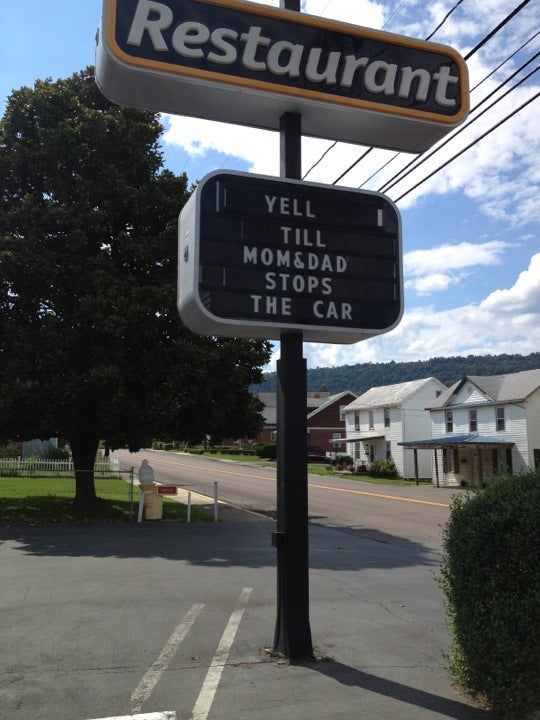 Restaurant
YELL
TILL
MOM&DAD
STOPS
THE CAR